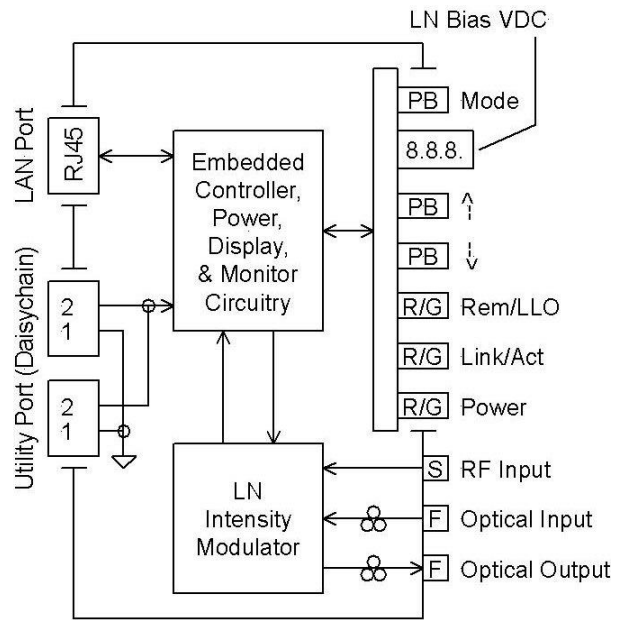 LN Bias VDC
PB Mode
8.8.8.
PB
PB
R/G Rem/LLO
R/G Link/Act
R/G Power
S RF Input
F Optical Input
F Optical Output
LAN Port
RJ45
Embedded
Controller,
Power,
Display,
& Monitor
Circuitry
Utility Port (Daisychain)
2
1
2
1
LN
Intensity
Modulator